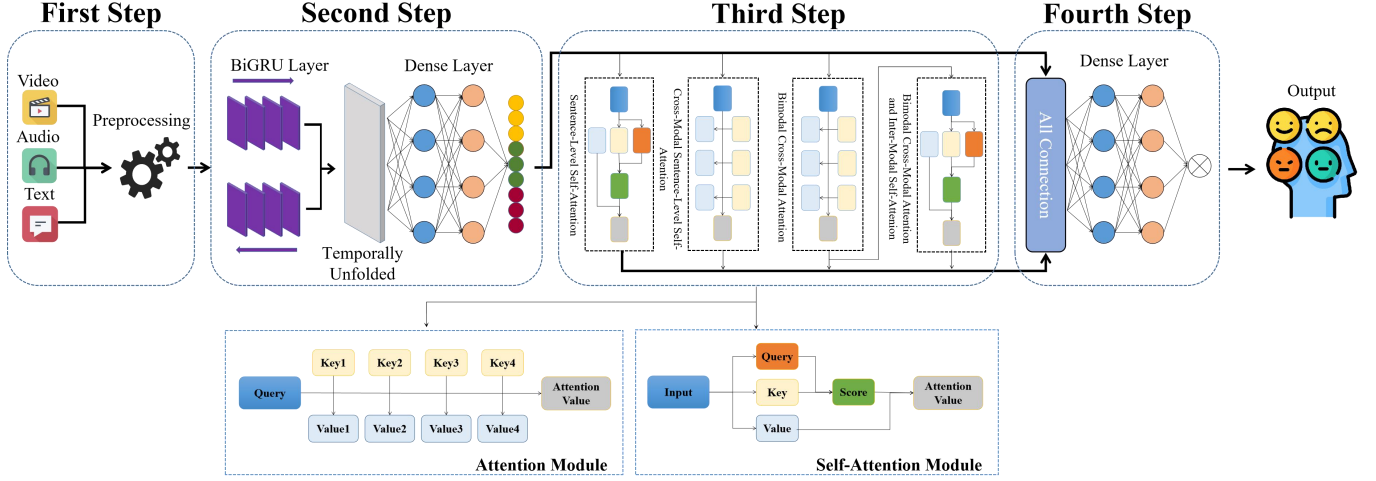 First Step
Second Step
Third Step
Fourth Step
Video
Audio
Text
Preprocessing
BiGRU Layer
Dense Layer
Temporally
Unfolded
Sentence-Level Self-Attention
Cross-Modal Sentence-Level Self-
Attention
Bimodal Cross-Modal Attention
Bimodal Cross-Modal Attention
and Inter-Modal Self-Attention
All Connection
Dense Layer
Output
Query
Key1
Key2
Key3
Key4
Value1
Value2
Value3
Value4
Attention
Value
Attention Module
Input
Query
Key
Value
Score
Attention
Value
Self-Attention Module